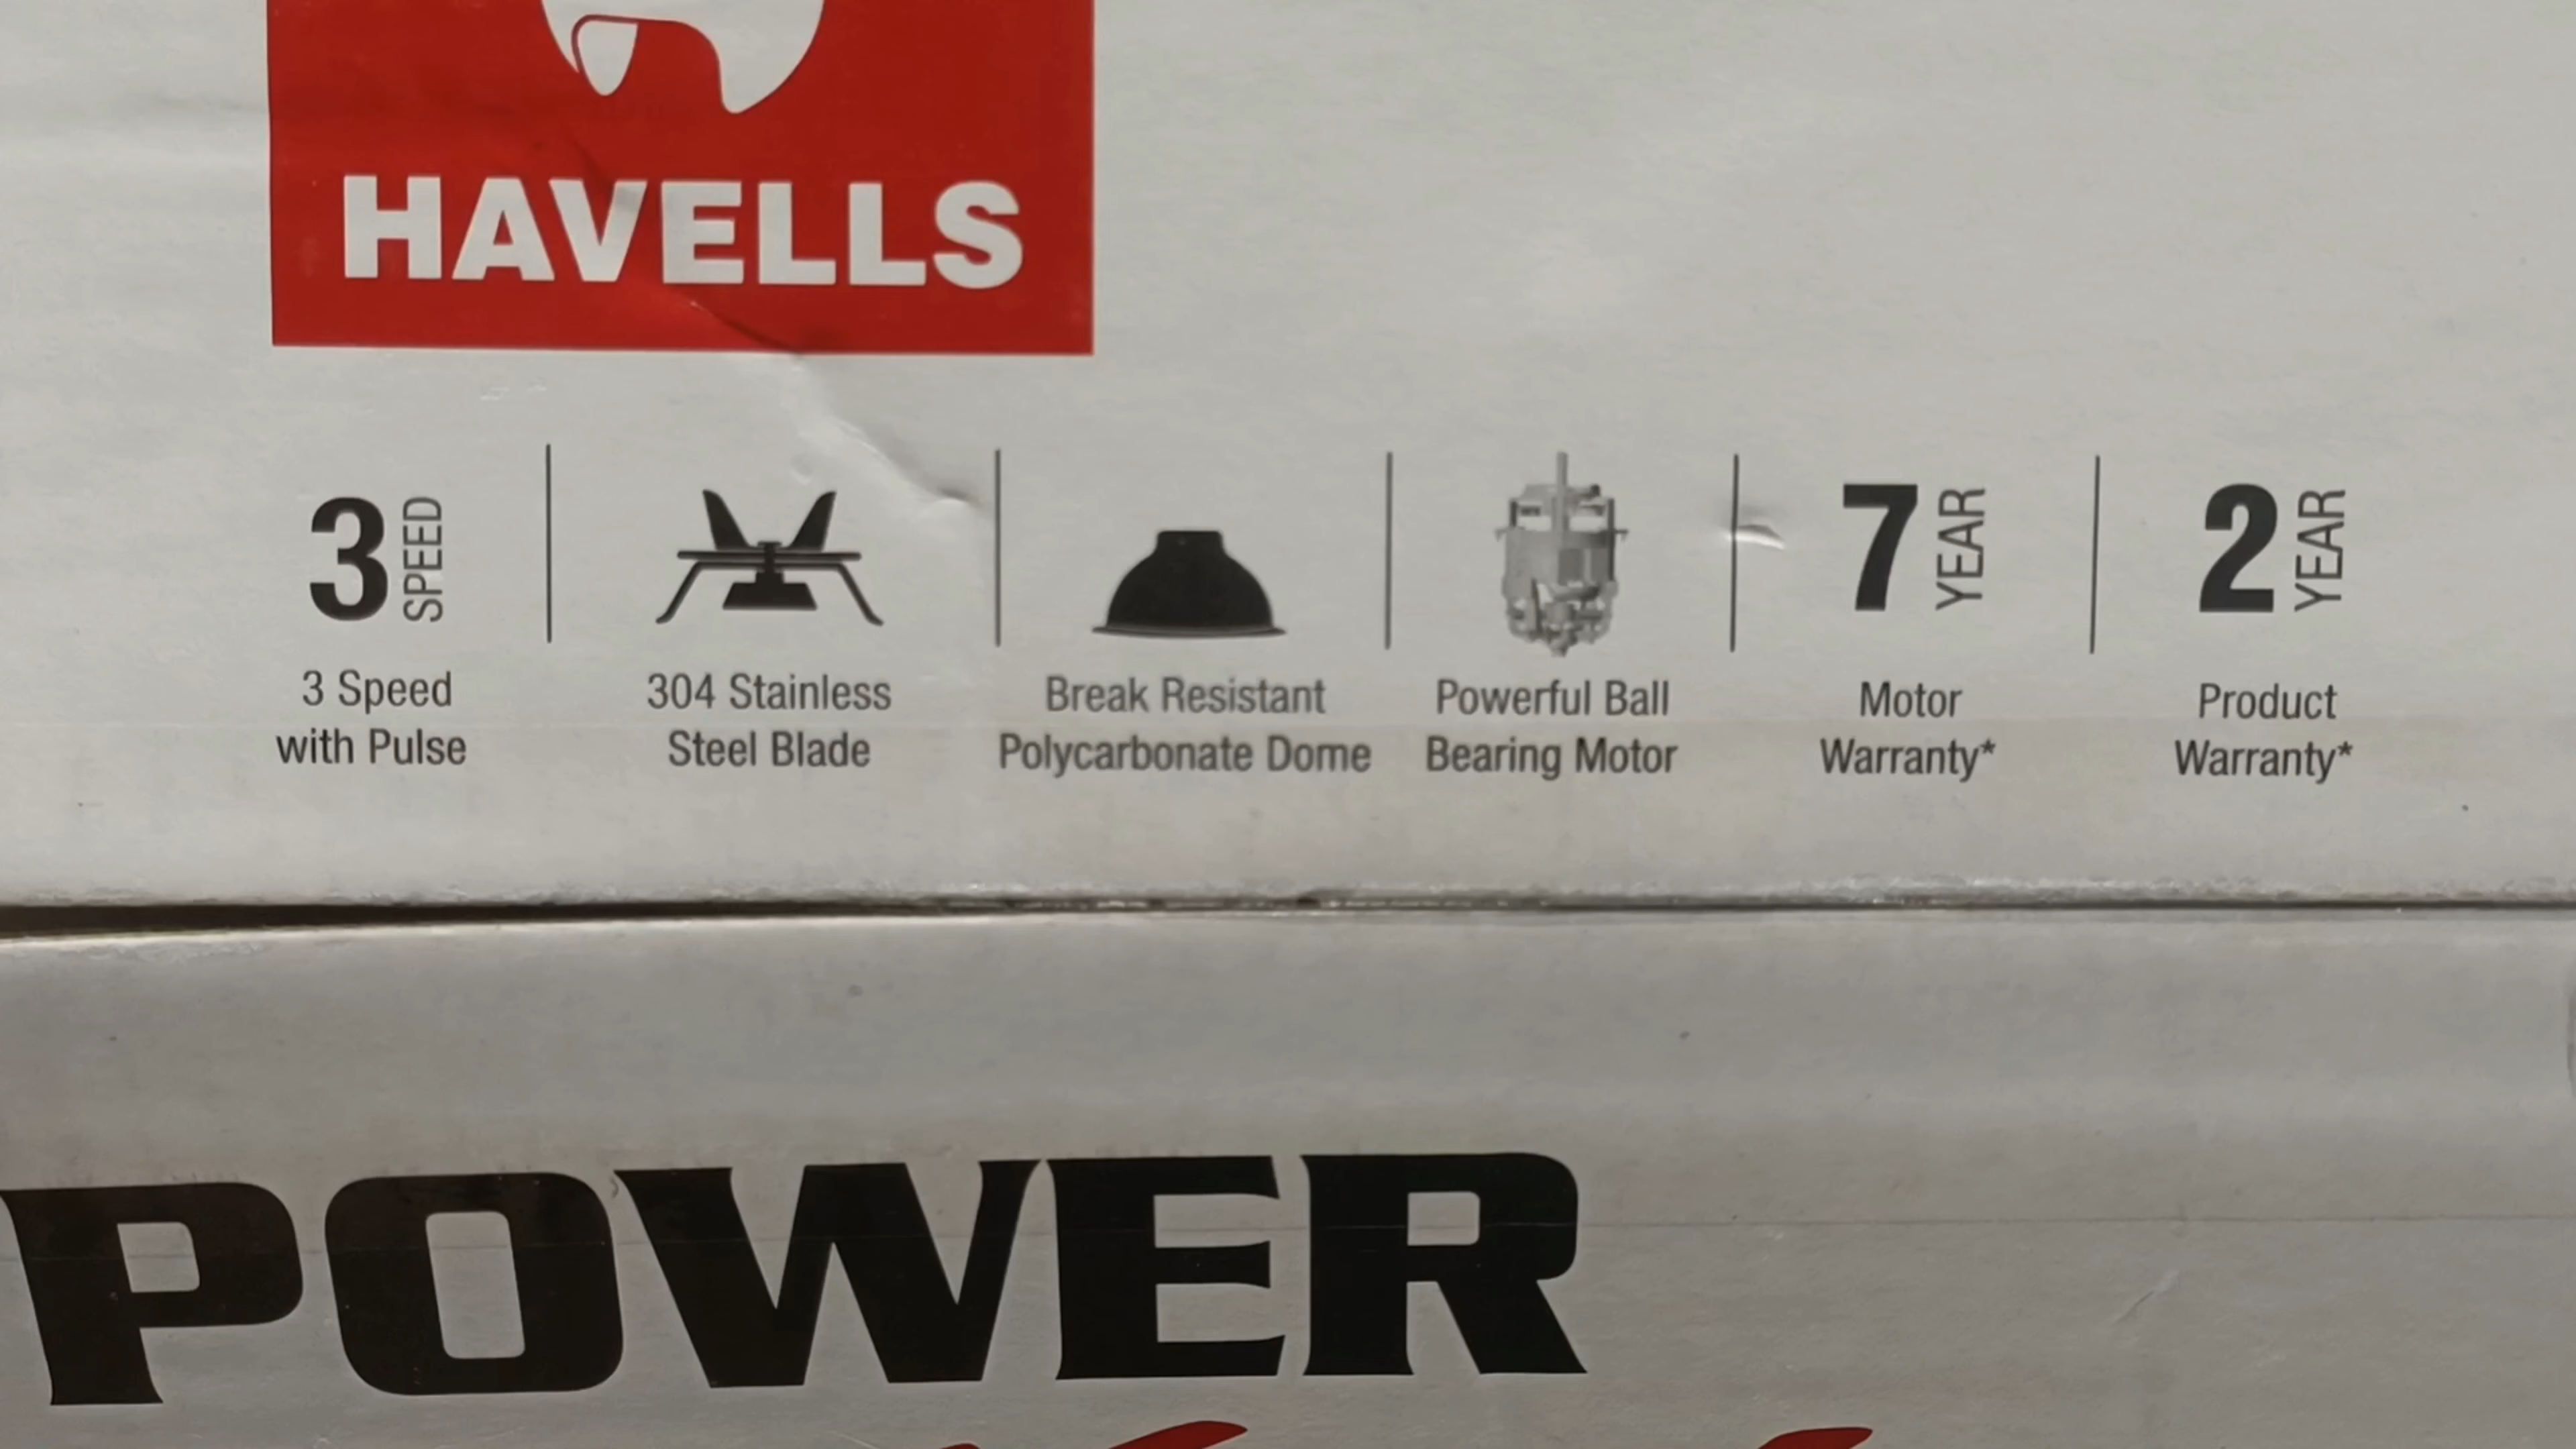 HAVELLS
3 SPEED
3 Speed
with Pulse
304 Stainless
Steel Blade
Break Resistant
Polycarbonate Dome
Powerful Ball
Bearing Motor
7 YEAR
Motor
Warranty*
2 YEAR
Product
Warranty*
POWER